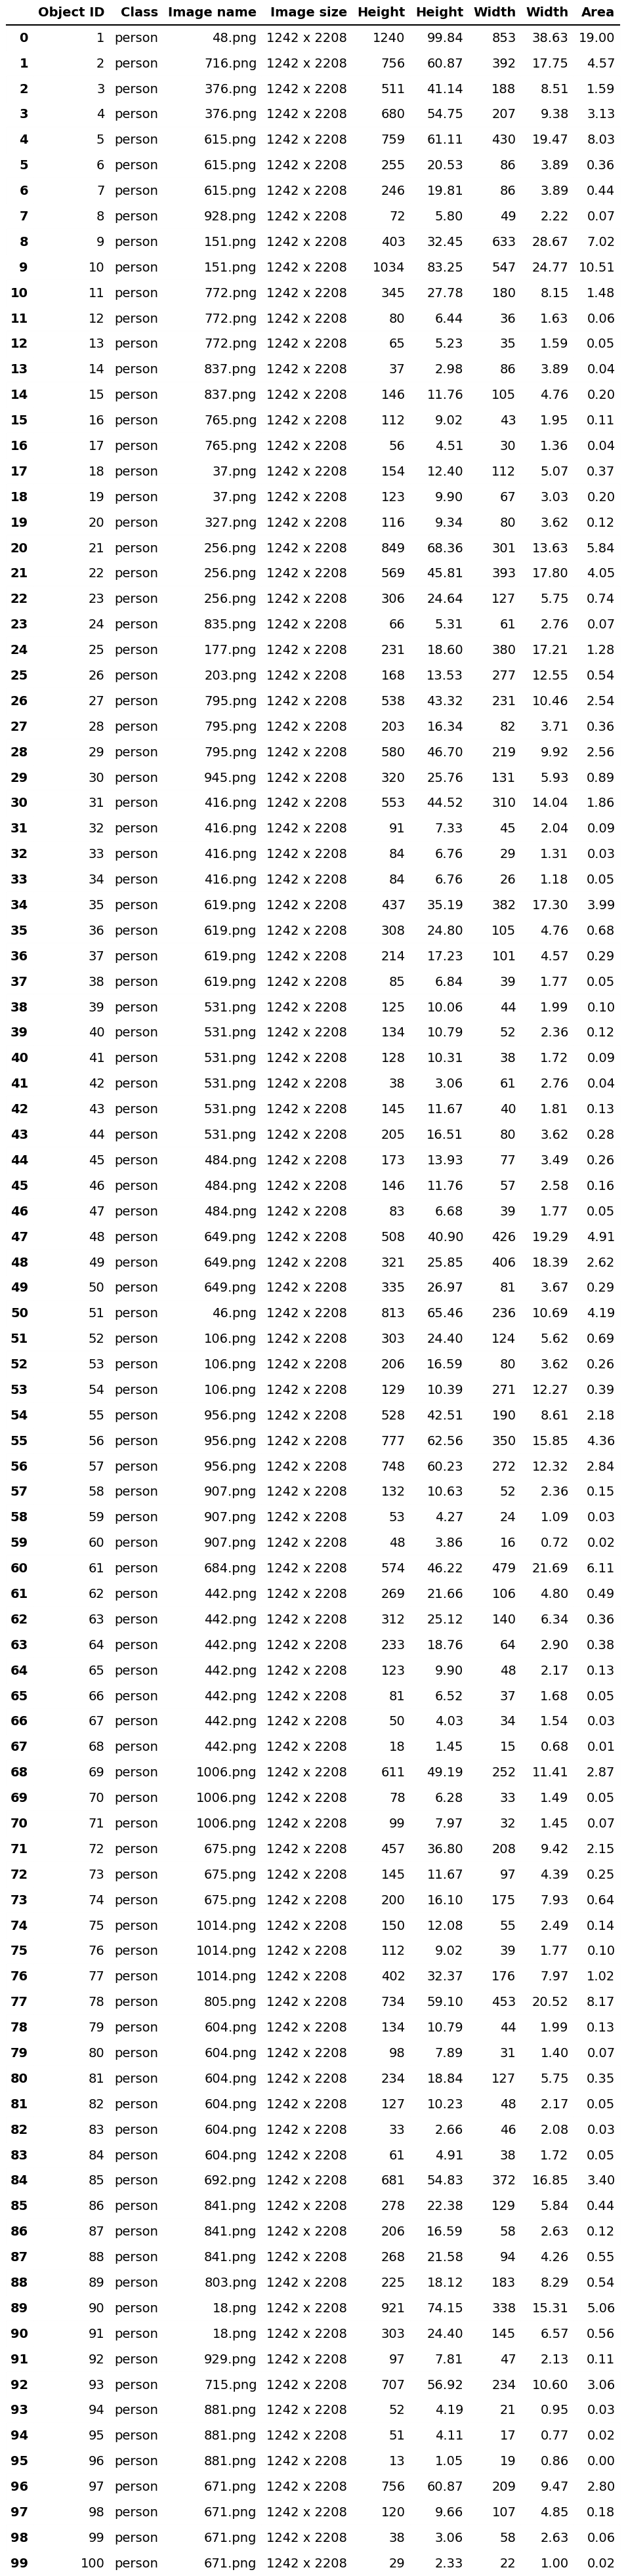 Object ID Class Image name Image size Height Height Width Width Area
0 1 person 48.png 1242 x 2208 1240 99.84 853 38.63 19.00
1 2 person 716.png 1242 x 2208 756 60.87 392 17.75 4.57
2 3 person 376.png 1242 x 2208 511 41.14 188 8.51 1.59
3 4 person 376.png 1242 x 2208 680 54.75 207 9.38 3.13
4 5 person 615.png 1242 x 2208 759 61.11 430 19.47 8.03
5 6 person 615.png 1242 x 2208 255 20.53 86 3.89 0.36
6 7 person 615.png 1242 x 2208 246 19.81 86 3.89 0.44
7 8 person 928.png 1242 x 2208 72 5.80 49 2.22 0.07
8 9 person 151.png 1242 x 2208 403 32.45 633 28.67 7.02
9 10 person 151.png 1242 x 2208 1034 83.25 547 24.77 10.51
10 11 person 772.png 1242 x 2208 345 27.78 180 8.15 1.48
11 12 person 772.png 1242 x 2208 80 6.44 36 1.63 0.06
12 13 person 772.png 1242 x 2208 65 5.23 35 1.59 0.05
13 14 person 837.png 1242 x 2208 37 2.98 86 3.89 0.04
14 15 person 837.png 1242 x 2208 146 11.76 105 4.76 0.20
15 16 person 765.png 1242 x 2208 112 9.02 43 1.95 0.11
16 17 person 765.png 1242 x 2208 56 4.51 30 1.36 0.04
17 18 person 37.png 1242 x 2208 154 12.40 112 5.07 0.37
18 19 person 37.png 1242 x 2208 123 9.90 67 3.03 0.20
19 20 person 327.png 1242 x 2208 116 9.34 80 3.62 0.12
20 21 person 256.png 1242 x 2208 849 68.36 301 13.63 5.84
21 22 person 256.png 1242 x 2208 569 45.81 393 17.80 4.05
22 23 person 256.png 1242 x 2208 306 24.64 127 5.75 0.74
23 24 person 835.png 1242 x 2208 66 5.31 61 2.76 0.07
24 25 person 177.png 1242 x 2208 231 18.60 380 17.21 1.28
25 26 person 203.png 1242 x 2208 168 13.53 277 12.55 0.54
26 27 person 795.png 1242 x 2208 538 43.32 231 10.46 2.54
27 28 person 795.png 1242 x 2208 203 16.34 82 3.71 0.36
28 29 person 795.png 1242 x 2208 580 46.70 219 9.92 2.56
29 30 person 945.png 1242 x 2208 320 25.76 131 5.93 0.89
30 31 person 416.png 1242 x 2208 553 44.52 310 14.04 1.86
31 32 person 416.png 1242 x 2208 91 7.33 45 2.04 0.09
32 33 person 416.png 1242 x 2208 84 6.76 29 1.31 0.03
33 34 person 416.png 1242 x 2208 84 6.76 26 1.18 0.05
34 35 person 619.png 1242 x 2208 437 35.19 382 17.30 3.99
35 36 person 619.png 1242 x 2208 308 24.80 105 4.76 0.68
36 37 person 619.png 1242 x 2208 214 17.23 101 4.57 0.29
37 38 person 619.png 1242 x 2208 85 6.84 39 1.77 0.05
38 39 person 531.png 1242 x 2208 125 10.06 44 1.99 0.10
39 40 person 531.png 1242 x 2208 134 10.79 52 2.36 0.12
40 41 person 531.png 1242 x 2208 128 10.31 38 1.72 0.09
41 42 person 531.png 1242 x 2208 38 3.06 61 2.76 0.04
42 43 person 531.png 1242 x 2208 145 11.67 40 1.81 0.13
43 44 person 531.png 1242 x 2208 205 16.51 80 3.62 0.28
44 45 person 484.png 1242 x 2208 173 13.93 77 3.49 0.26
45 46 person 484.png 1242 x 2208 146 11.76 57 2.58 0.16
46 47 person 484.png 1242 x 2208 83 6.68 39 1.77 0.05
47 48 person 649.png 1242 x 2208 508 40.90 426 19.29 4.91
48 49 person 649.png 1242 x 2208 321 25.85 406 18.39 2.62
49 50 person 649.png 1242 x 2208 335 26.97 81 3.67 0.29
50 51 person 46.png 1242 x 2208 813 65.46 236 10.69 4.19
51 52 person 106.png 1242 x 2208 303 24.40 124 5.62 0.69
52 53 person 106.png 1242 x 2208 206 16.59 80 3.62 0.26
53 54 person 106.png 1242 x 2208 129 10.39 271 12.27 0.39
54 55 person 956.png 1242 x 2208 528 42.51 190 8.61 2.18
55 56 person 956.png 1242 x 2208 777 62.56 350 15.85 4.36
56 57 person 956.png 1242 x 2208 748 60.23 272 12.32 2.84
57 58 person 907.png 1242 x 2208 132 10.63 52 2.36 0.15
58 59 person 907.png 1242 x 2208 53 4.27 24 1.09 0.03
59 60 person 907.png 1242 x 2208 48 3.86 16 0.72 0.02
60 61 person 684.png 1242 x 2208 574 46.22 479 21.69 6.11
61 62 person 442.png 1242 x 2208 269 21.66 106 4.80 0.49
62 63 person 442.png 1242 x 2208 312 25.12 140 6.34 0.36
63 64 person 442.png 1242 x 2208 233 18.76 64 2.90 0.38
64 65 person 442.png 1242 x 2208 123 9.90 48 2.17 0.13
65 66 person 442.png 1242 x 2208 81 6.52 37 1.68 0.05
66 67 person 442.png 1242 x 2208 50 4.03 34 1.54 0.03
67 68 person 442.png 1242 x 2208 18 1.45 15 0.68 0.01
68 69 person 1006.png 1242 x 2208 611 49.19 252 11.41 2.87
69 70 person 1006.png 1242 x 2208 78 6.28 33 1.49 0.05
70 71 person 1006.png 1242 x 2208 99 7.97 32 1.45 0.07
71 72 person 675.png 1242 x 2208 457 36.80 208 9.42 2.15
72 73 person 675.png 1242 x 2208 145 11.67 97 4.39 0.25
73 74 person 675.png 1242 x 2208 200 16.10 175 7.93 0.64
74 75 person 1014.png 1242 x 2208 150 12.08 55 2.49 0.14
75 76 person 1014.png 1242 x 2208 112 9.02 39 1.77 0.10
76 77 person 1014.png 1242 x 2208 402 32.37 176 7.97 1.02
77 78 person 805.png 1242 x 2208 734 59.10 453 20.52 8.17
78 79 person 604.png 1242 x 2208 134 10.79 44 1.99 0.13
79 80 person 604.png 1242 x 2208 98 7.89 31 1.40 0.07
80 81 person 604.png 1242 x 2208 234 18.84 127 5.75 0.35
81 82 person 604.png 1242 x 2208 127 10.23 48 2.17 0.05
82 83 person 604.png 1242 x 2208 33 2.66 46 2.08 0.03
83 84 person 604.png 1242 x 2208 61 4.91 38 1.72 0.05
84 85 person 692.png 1242 x 2208 681 54.83 372 16.85 3.40
85 86 person 841.png 1242 x 2208 278 22.38 129 5.84 0.44
86 87 person 841.png 1242 x 2208 206 16.59 58 2.63 0.12
87 88 person 841.png 1242 x 2208 268 21.58 94 4.26 0.55
88 89 person 803.png 1242 x 2208 225 18.12 183 8.29 0.54
89 90 person 18.png 1242 x 2208 921 74.15 338 15.31 5.06
90 91 person 18.png 1242 x 2208 303 24.40 145 6.57 0.56
91 92 person 929.png 1242 x 2208 97 7.81 47 2.13 0.11
92 93 person 715.png 1242 x 2208 707 56.92 234 10.60 3.06
93 94 person 881.png 1242 x 2208 52 4.19 21 0.95 0.03
94 95 person 881.png 1242 x 2208 51 4.11 17 0.77 0.02
95 96 person 881.png 1242 x 2208 13 1.05 19 0.86 0.00
96 97 person 671.png 1242 x 2208 756 60.87 209 9.47 2.80
97 98 person 671.png 1242 x 2208 120 9.66 107 4.85 0.18
98 99 person 671.png 1242 x 2208 38 3.06 58 2.63 0.06
99 100 person 671.png 1242 x 2208 29 2.33 22 1.00 0.02